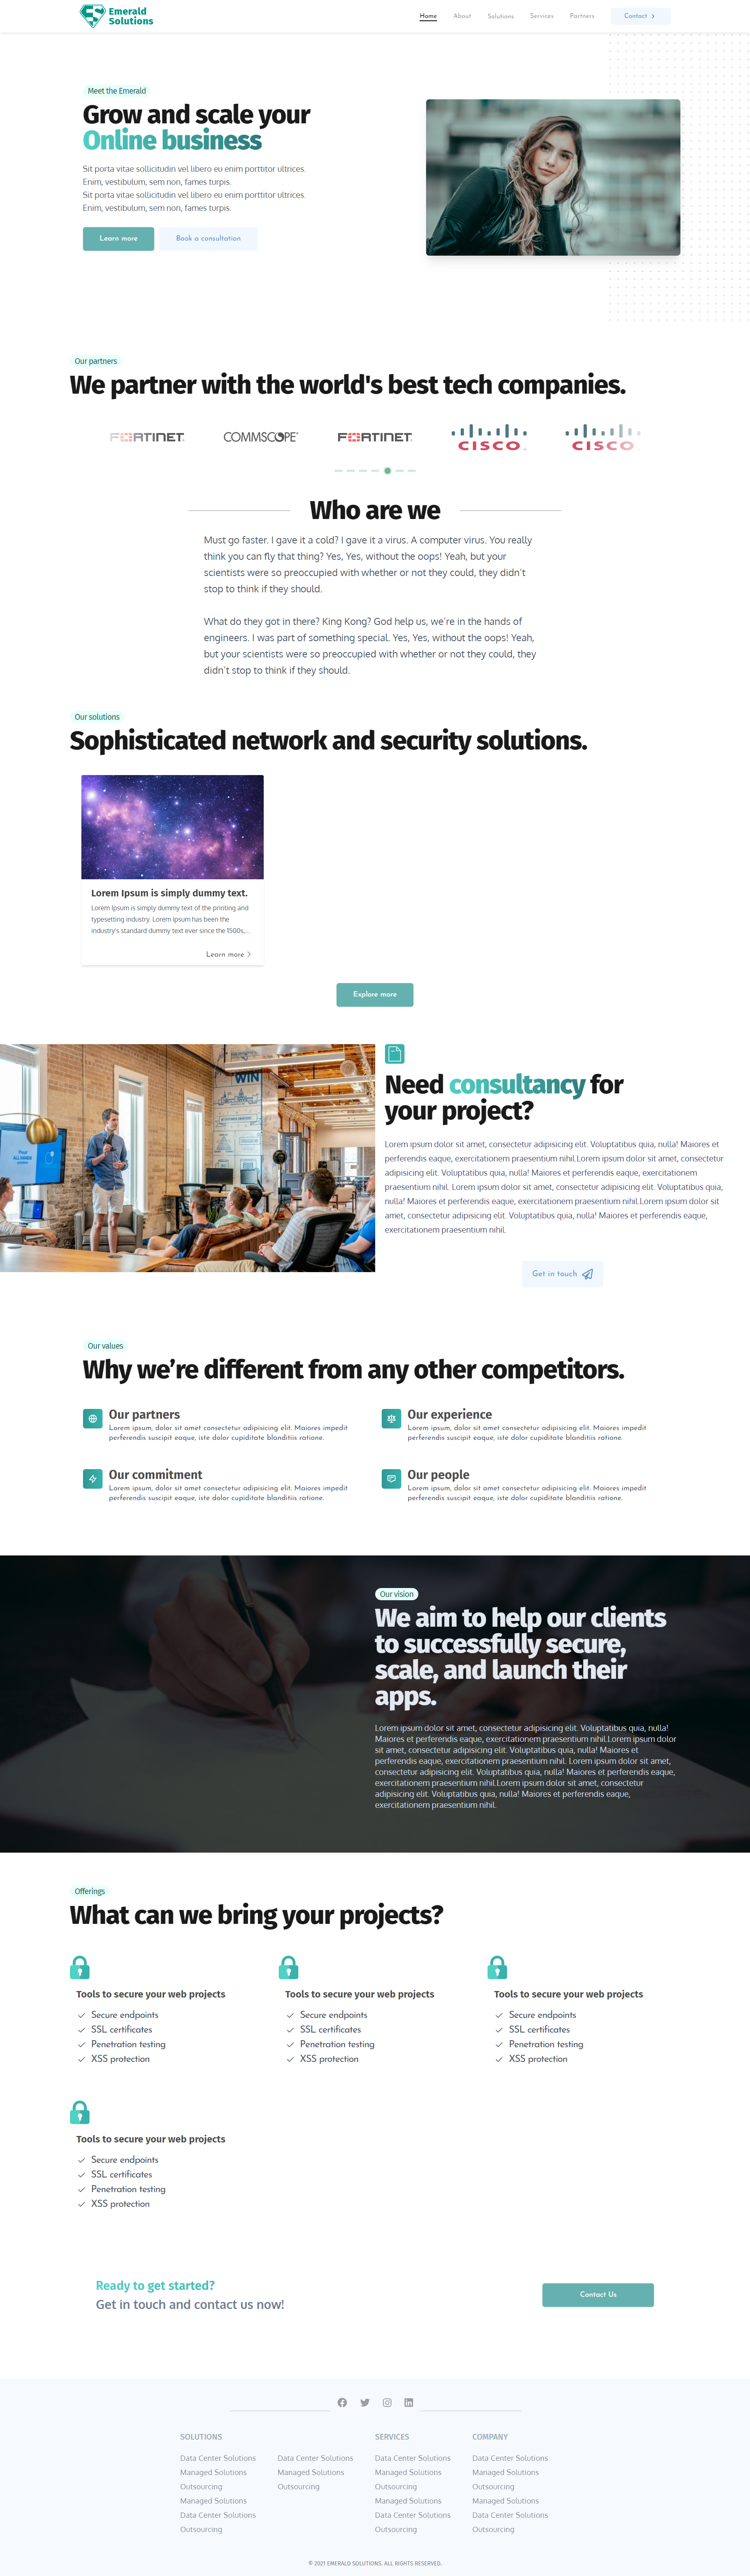 Emerald
Solutions
Home
About
Solutions
Services
Partners
Contact
Meet the Emerald
Grow and scale your
Online business
Sit porta vitae sollicitudin vel libero eu enim porttitor ultrices.
Enim, vestibulum, sem non, fames turpis.
Sit porta vitae sollicitudin vel libero eu enim porttitor ultrices.
Enim, vestibulum, sem non, fames turpis.
Learn more
Book a consultation
Our partners
We partner with the world's best tech companies.
FORTINET
COMMSCOPE
FORTINET
CISCO
CISCO
Who are we
Must go faster. I gave it a cold? I gave it a virus. A computer virus. You really
think you can fly that thing? Yes, Yes, without the oops! Yeah, but your
scientists were so preoccupied with whether or not they could, they didn't
stop to think if they should.
What do they got in there? King Kong? God help us, we're in the hands of
engineers. I was part of something special. Yes, Yes, without the oops! Yeah,
but your scientists were so preoccupied with whether or not they could, they
didn't stop to think if they should.
Our solutions
Sophisticated network and security solutions.
Lorem Ipsum is simply dummy text.
Lorem Ipsum is simply dummy text of the printing and
typesetting industry. Lorem Ipsum has been the
industry's standard dummy text ever since the 1500s,...
Learn more
Explore more
WIN
Need consultancy for
your project?
Lorem ipsum dolor sit amet, consectetur adipisicing elit. Voluptatibus quia, nulla! Maiores et
perferendis eaque, exercitationem praesentium nihil.Lorem ipsum dolor sit amet, consectetur
adipisicing elit. Voluptatibus quia, nulla! Maiores et perferendis eaque, exercitationem
praesentium nihil. Lorem ipsum dolor sit amet, consectetur adipisicing elit. Voluptatibus quia,
nulla! Maiores et perferendis eaque, exercitationem praesentium nihil.Lorem ipsum dolor sit
amet, consectetur adipisicing elit. Voluptatibus quia, nulla! Maiores et perferendis eaque,
exercitationem praesentium nihil.
Get in touch
Our values
Why we're different from any other competitors.
Our partners
Lorem ipsum, dolor sit amet consectetur adipisicing elit. Maiores impedit
perferendis suscipit eaque, iste dolor cupiditate blanditiis ratione.
Our experience
Lorem ipsum, dolor sit amet consectetur adipisicing elit. Maiores impedit
perferendis suscipit eaque, iste dolor cupiditate blanditiis ratione.
Our commitment
Lorem ipsum, dolor sit amet consectetur adipisicing elit. Maiores impedit
perferendis suscipit eaque, iste dolor cupiditate blanditiis ratione.
Our people
Lorem ipsum, dolor sit amet consectetur adipisicing elit. Maiores impedit
perferendis suscipit eaque, iste dolor cupiditate blanditiis ratione.
Our vision
We aim to help our clients
to successfully secure,
scale, and launch their
apps.
Lorem ipsum dolor sit amet, consectetur adipisicing elit. Voluptatibus quia, nulla!
Maiores et perferendis eaque, exercitationem praesentium nihil.Lorem ipsum dolor
sit amet, consectetur adipisicing elit. Voluptatibus quia, nulla! Maiores et
perferendis eaque, exercitationem praesentium nihil. Lorem ipsum dolor sit amet,
consectetur adipisicing elit. Voluptatibus quia, nulla! Maiores et perferendis eaque,
exercitationem praesentium nihil.Lorem ipsum dolor sit amet, consectetur
adipisicing elit. Voluptatibus quia, nulla! Maiores et perferendis eaque,
exercitationem praesentium nihil.
Offerings
What can we bring your projects?
Tools to secure your web projects
Secure endpoints
SSL certificates
Penetration testing
XSS protection
Tools to secure your web projects
Secure endpoints
SSL certificates
Penetration testing
XSS protection
Tools to secure your web projects
Secure endpoints
SSL certificates
Penetration testing
XSS protection
Tools to secure your web projects
Secure endpoints
SSL certificates
Penetration testing
XSS protection
Ready to get started?
Get in touch and contact us now!
Contact Us
SOLUTIONS
Data Center Solutions
Managed Solutions
Outsourcing
Managed Solutions
Data Center Solutions
Outsourcing
Data Center Solutions
Managed Solutions
Outsourcing
SERVICES
Data Center Solutions
Managed Solutions
Outsourcing
Managed Solutions
Data Center Solutions
Outsourcing
COMPANY
Data Center Solutions
Managed Solutions
Outsourcing
Managed Solutions
Data Center Solutions
Outsourcing
© 2021 EMERALD SOLUTIONS. ALL RIGHTS RESERVED.